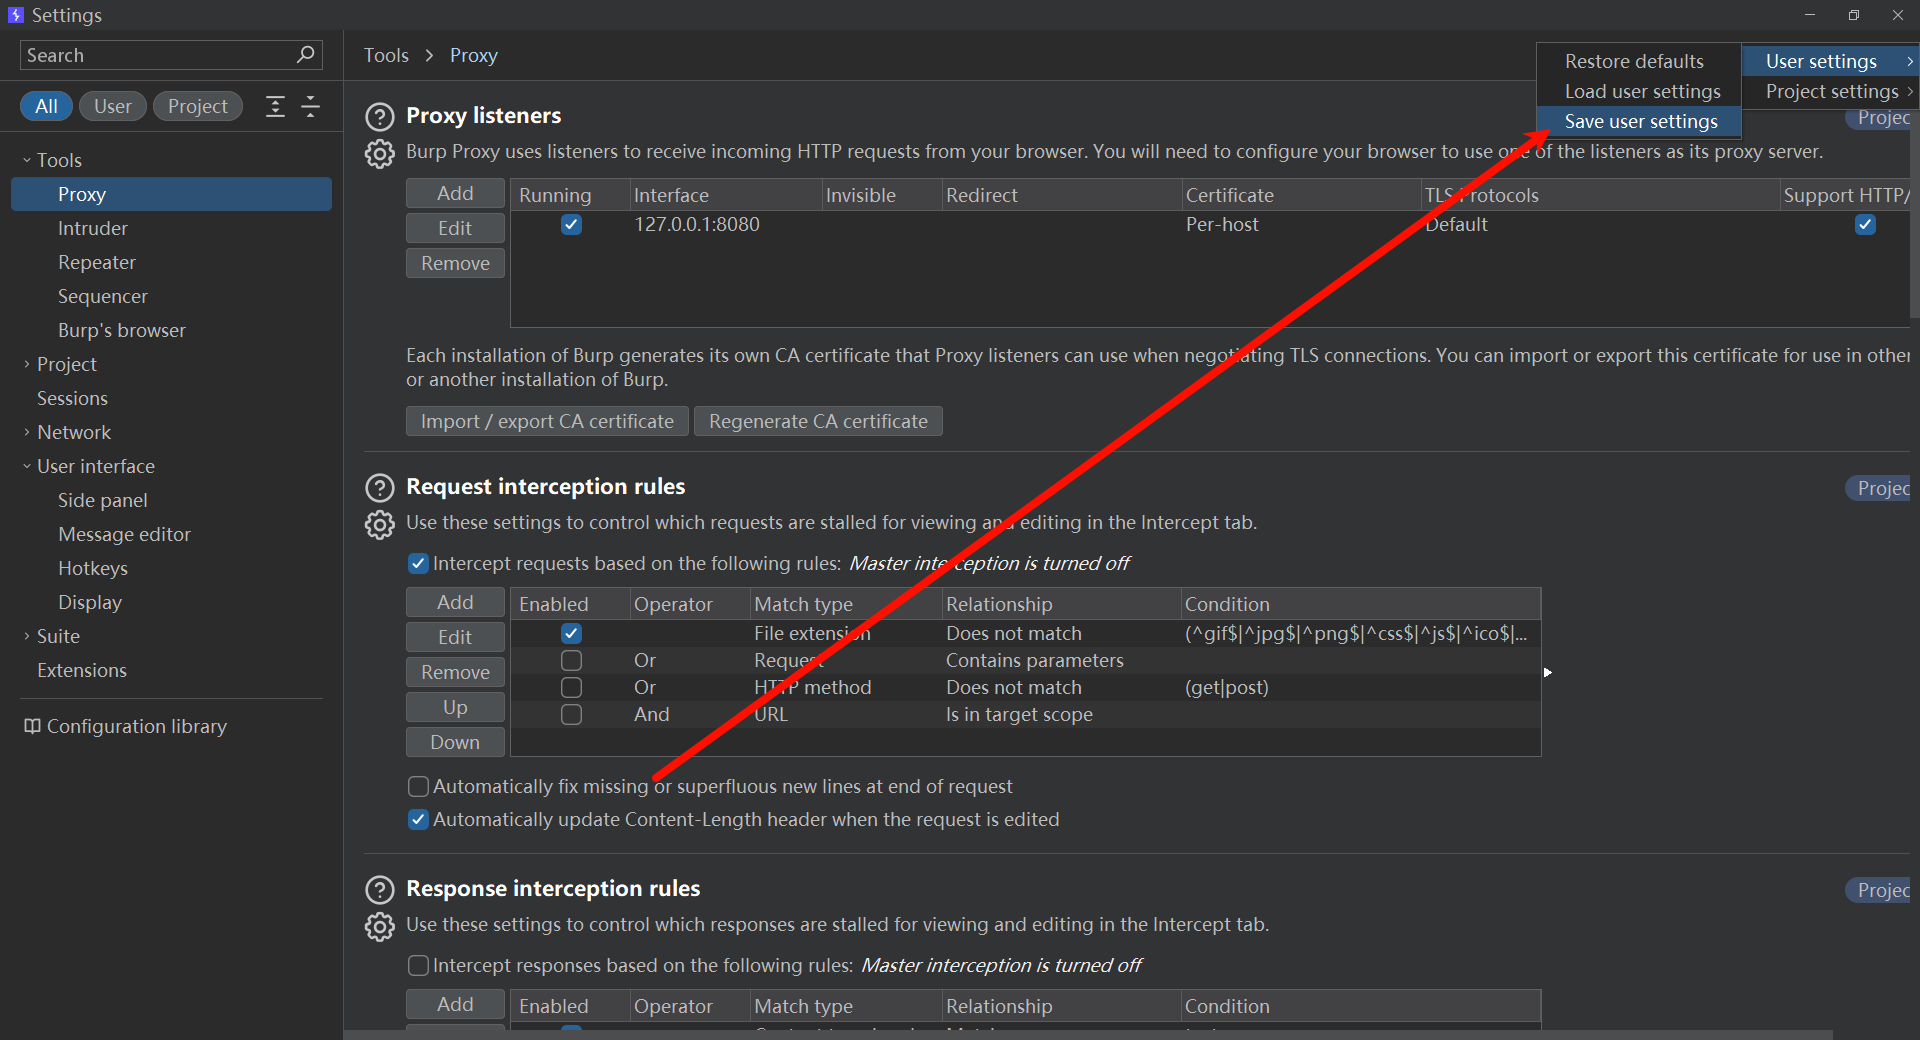 Settings
Search
All
User
Project
Tools
Proxy
Intruder
Repeater
Sequencer
Burp's browser
Project
Sessions
Network
User interface
Side panel
Message editor
Hotkeys
Display
Suite
Extensions
Configuration library
Tools > Proxy
Restore defaults
Load user settings
Save user settings
User settings
Project settings
Proxy listeners
Projec
Burp Proxy uses listeners to receive incoming HTTP requests from your browser. You will need to configure your browser to use one of the listeners as its proxy server.
Add
Edit
Remove
Running Interface Invisible Redirect Certificate TLS Protocols Support HTTP/
127.0.0.1:8080 Per-host Default
Each installation of Burp generates its own CA certificate that Proxy listeners can use when negotiating TLS connections. You can import or export this certificate for use in other
or another installation of Burp.
Import / export CA certificate
Regenerate CA certificate
Request interception rules
Projec
Use these settings to control which requests are stalled for viewing and editing in the Intercept tab.
Intercept requests based on the following rules: Master interception is turned off
Add
Edit
Remove
Up
Down
Enabled Operator Match type Relationship Condition
File extension Does not match (^gif$|^jpg$|^png$|^css$|^js$|^ico$|...
Or Request Contains parameters
Or HTTP method Does not match (get|post)
And URL Is in target scope
Automatically fix missing or superfluous new lines at end of request
Automatically update Content-Length header when the request is edited
Response interception rules
Projec
Use these settings to control which responses are stalled for viewing and editing in the Intercept tab.
Intercept responses based on the following rules: Master interception is turned off
Add
Enabled Operator Match type Relationship Condition